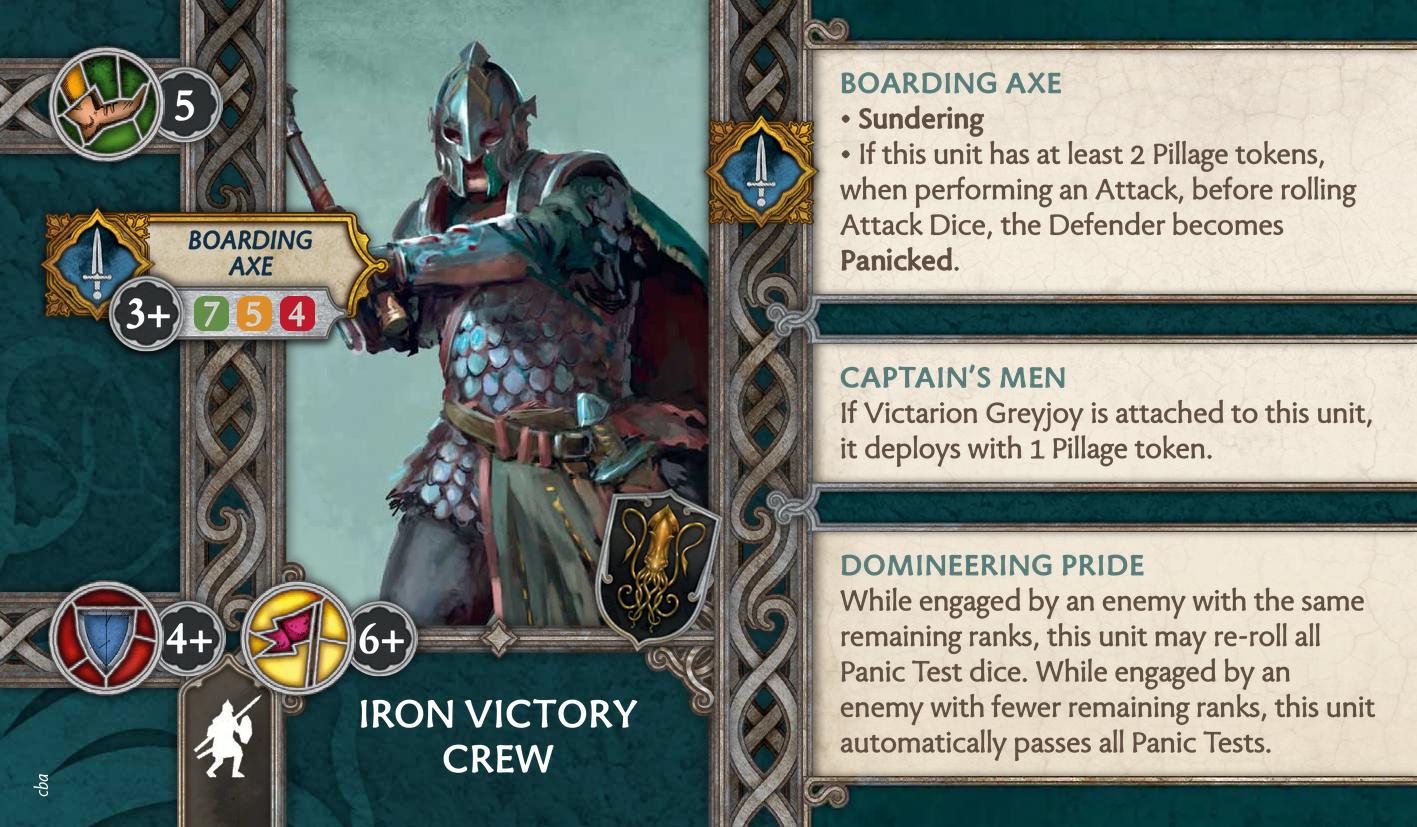 5
BOARDING
AXE
3+ 7 5 4
4+ 6+
IRON VICTORY
CREW
cba
BOARDING AXE
• Sundering
• If this unit has at least 2 Pillage tokens,
when performing an Attack, before rolling
Attack Dice, the Defender becomes
Panicked.
CAPTAIN'S MEN
If Victarion Greyjoy is attached to this unit,
it deploys with 1 Pillage token.
DOMINEERING PRIDE
While engaged by an enemy with the same
remaining ranks, this unit may re-roll all
Panic Test dice. While engaged by an
enemy with fewer remaining ranks, this unit
automatically passes all Panic Tests.